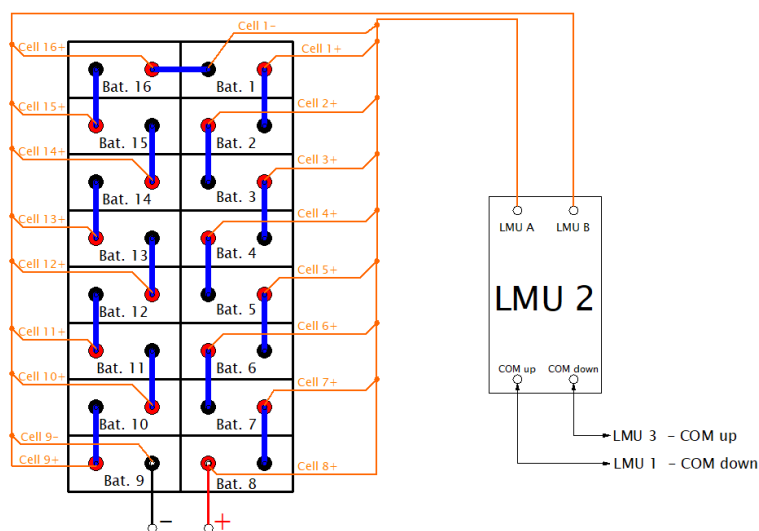 Cell 1-
Cell 16+
Cell 1+
Bat. 16
Bat. 1
Cell 15+
Cell 2+
Bat. 15
Bat. 2
Cell 14+
Cell 3+
Bat. 14
Bat. 3
Cell 13+
Cell 4+
Bat. 13
Bat. 4
Cell 12+
Cell 5+
Bat. 12
Bat. 5
Cell 11+
Cell 6+
Bat. 11
Bat. 6
Cell 10+
Cell 7+
Bat. 10
Bat. 7
Cell 9-
Cell 9+
Cell 8+
Bat. 9
Bat. 8
- +
LMU A
LMU B
LMU 2
COM up
COM down
LMU 3 - COM up
LMU 1 - COM down